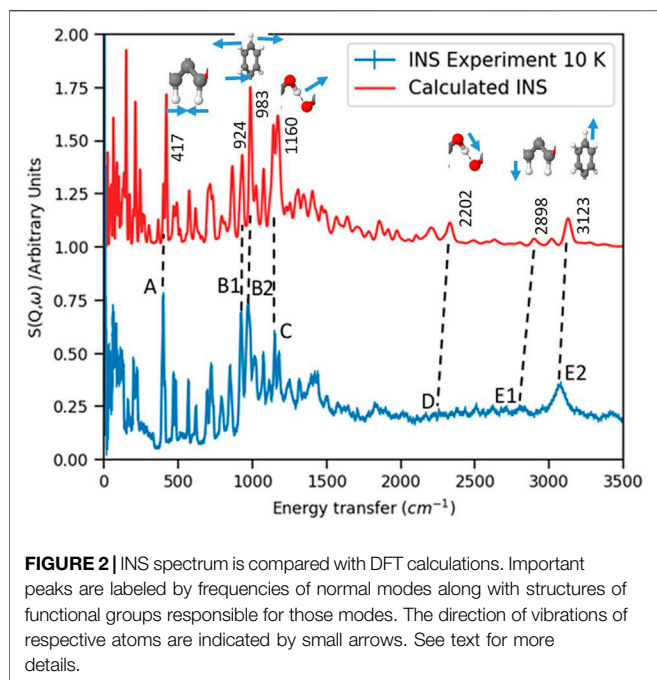 2.00
1.75
1.50
1.25
1.00
0.75
0.50
0.25
0.00
S(Q,ω) /Arbitrary Units
INS Experiment 10 K
Calculated INS
417
924
983
1160
2202
2898
3123
A
B1
B2
C
D
E1
E2
0 500 1000 1500 2000 2500 3000 3500
Energy transfer (cm⁻¹)
FIGURE 2 | INS spectrum is compared with DFT calculations. Important
peaks are labeled by frequencies of normal modes along with structures of
functional groups responsible for those modes. The direction of vibrations of
respective atoms are indicated by small arrows. See text for more
details.